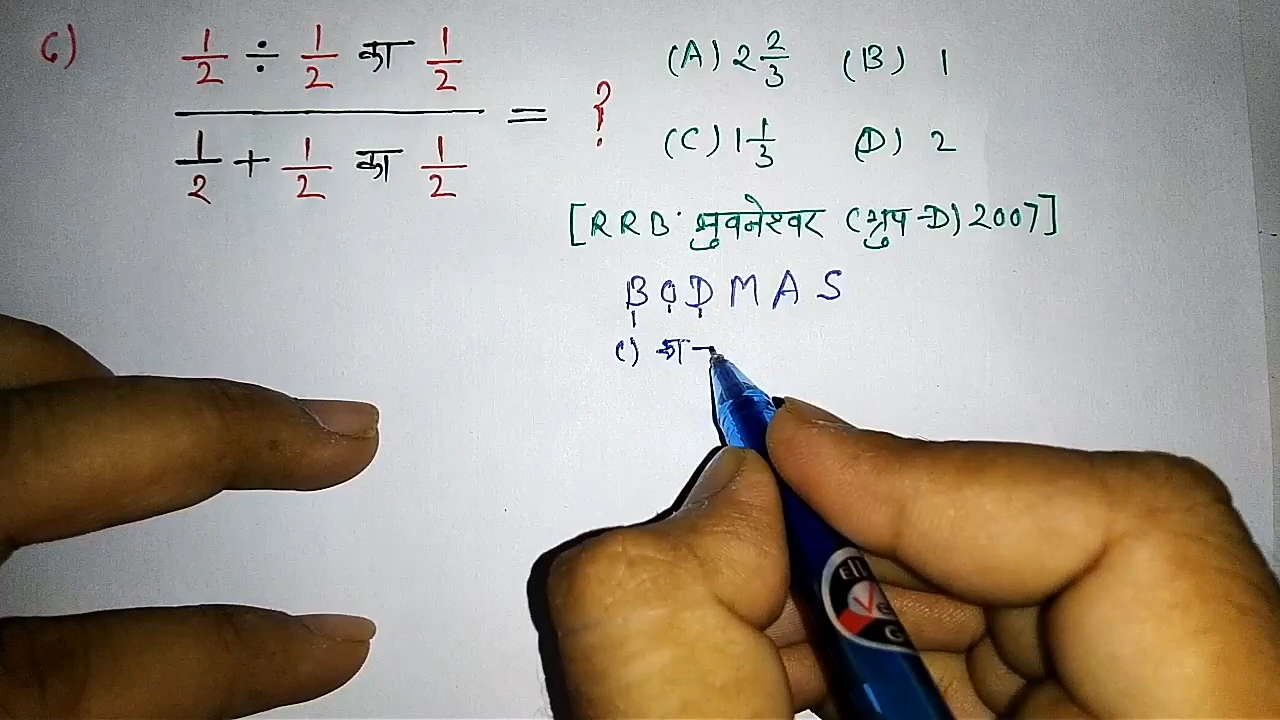 6) 1/2 ÷ 1/2 का 1/2
1/2 + 1/2 का 1/2
= ?
(A) 2 2/3 (B) 1
(C) 1 1/3 (D) 2
[RRB भुवनेश्वर (ग्रुप-D) 2007]
B O D M A S
() का -